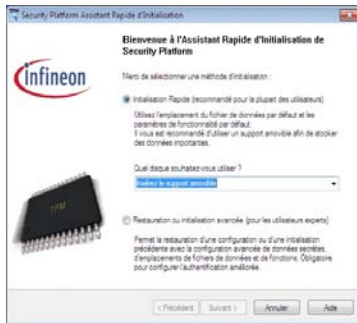 Security Platform Assistant Rapide d'Initialisation
Bienvenue à l'Assistant Rapide d'Initialisation de
Security Platform
infineon
Merci de sélectionner une méthode d'initialisation :
Initialisation Rapide (recommandé pour la plupart des utilisateurs)
Utilisez l'emplacement du fichier de données par défaut et les
paramètres de fonctionnalité par défaut.
Il vous est recommandé d'utiliser un support amovible afin de stocker
des données importantes.
Quel disque souhaitez-vous utiliser ?
Insérez le support amovible
TPM
Restauration ou initialisation avancée (pour les utilisateurs experts)
Permet la restauration d'une configuration ou d'une initialisation
précédente avec la configuration avancée de données secrètes,
d'emplacements de fichiers de données et de fonctions. Obligatoire
pour configurer l'authentification améliorée.
< Précédent
Suivant >
Annuler
Aide